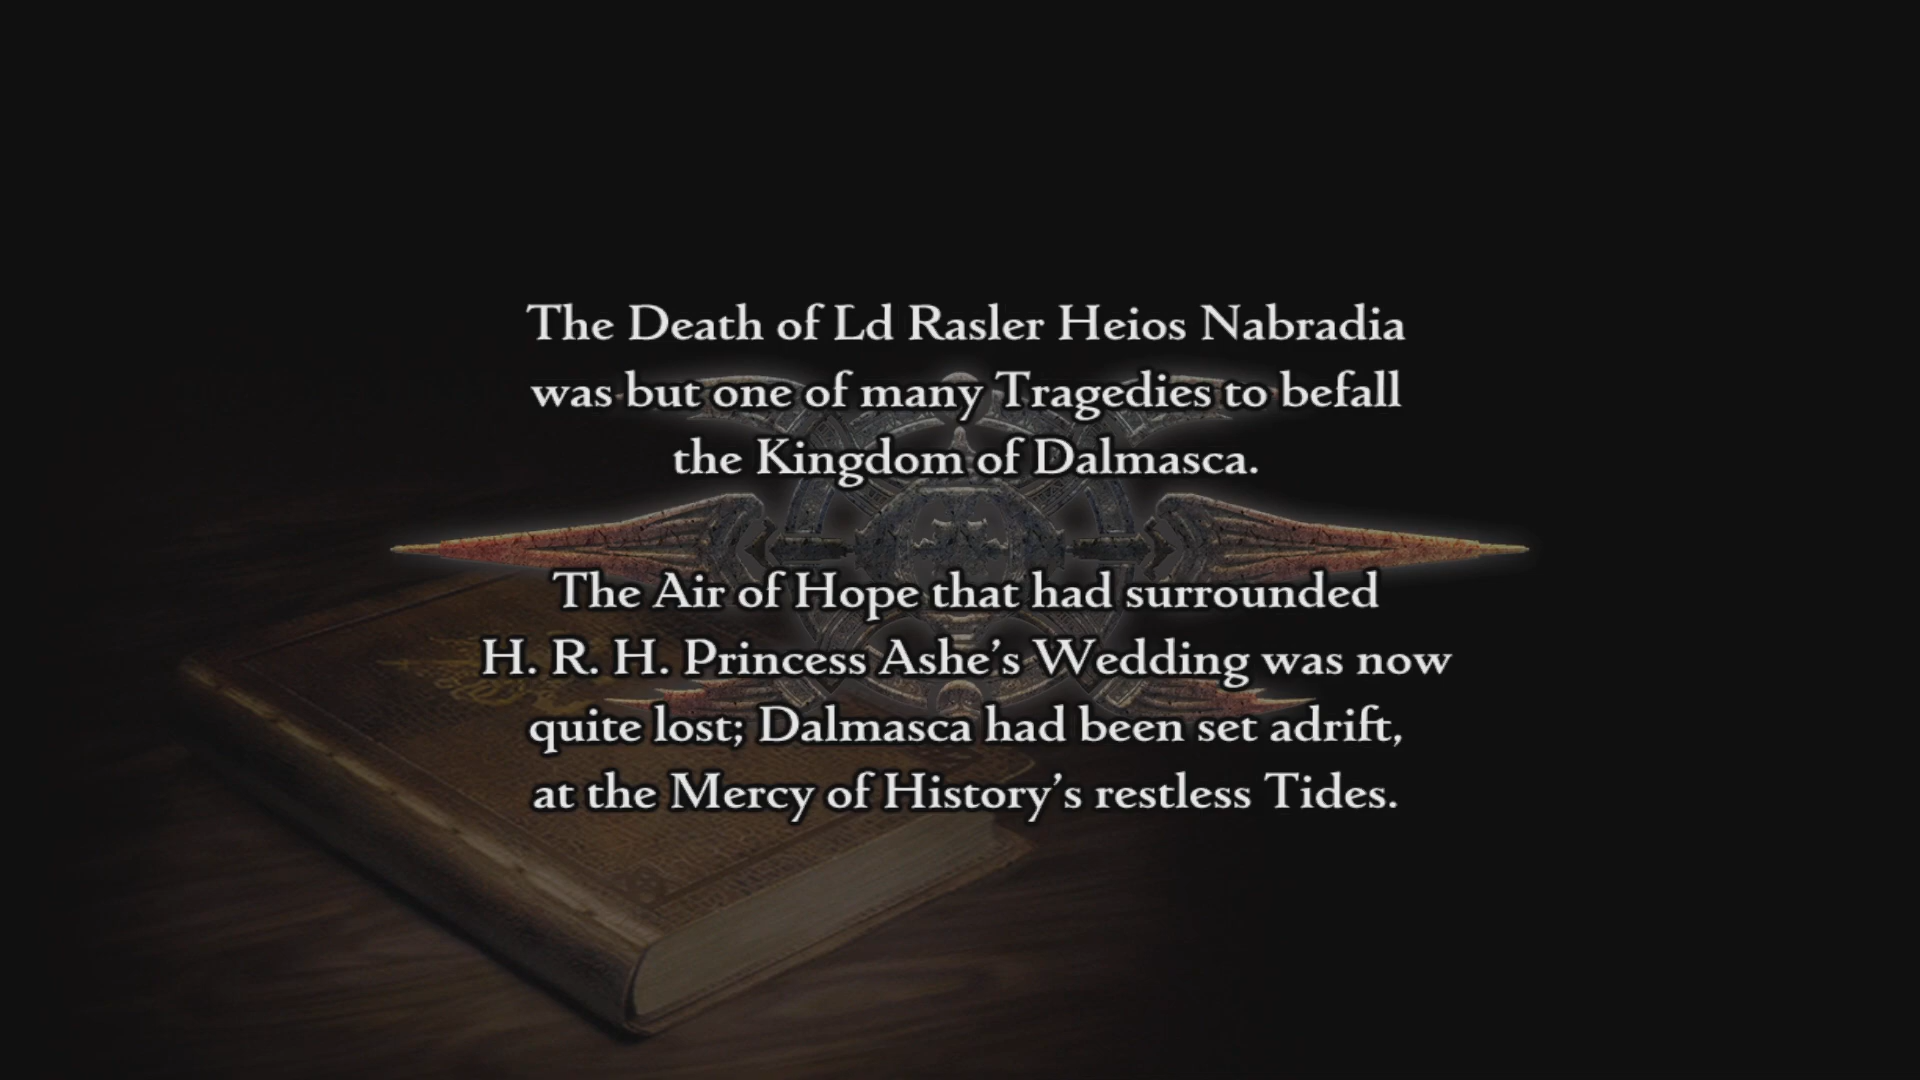 The Death of Ld Rasler Heios Nabradia
was but one of many Tragedies to befall
the Kingdom of Dalmasca.
The Air of Hope that had surrounded
H. R. H. Princess Ashe’s Wedding was now
quite lost; Dalmasca had been set adrift,
at the Mercy of History’s restless Tides.